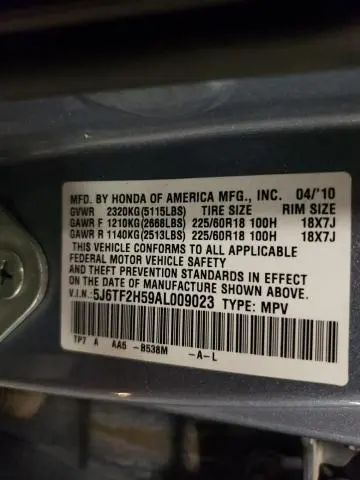 MFD. BY HONDA OF AMERICA MFG., INC. 04/'10
GVWR 2320KG(5115LBS) TIRE SIZE RIM SIZE
GAWR F 1210KG(2668LBS) 225/60R18 100H 18X7J
GAWR R 1140KG(2513LBS) 225/60R18 100H 18X7J
THIS VEHICLE CONFORMS TO ALL APPLICABLE
FEDERAL MOTOR VEHICLE SAFETY AND
THEFT PREVENTION STANDARDS IN EFFECT ON
THE DATE OF MANUFACTURE SHOWN ABOVE.
V.I.N.:5J6TF2H59AL009023 TYPE: MPV
TP7 A AA5 -B538M -A-L